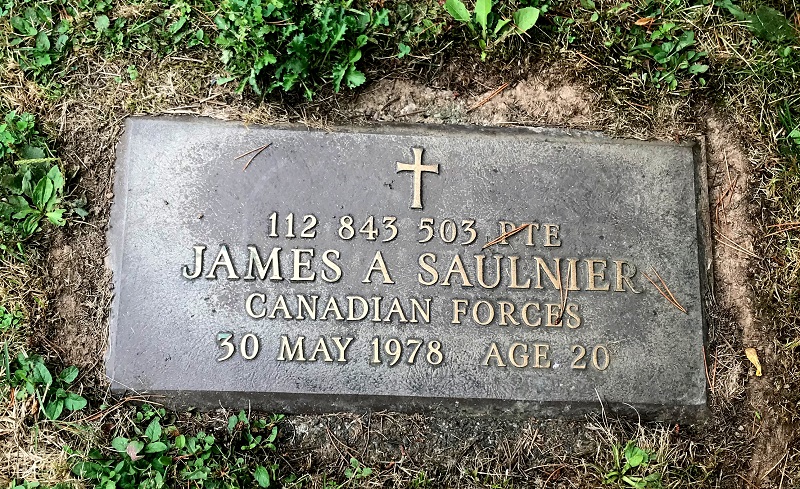 112 843 503 PTE
JAMES A SAULNIER
CANADIAN FORCES
30 MAY 1978 AGE 20